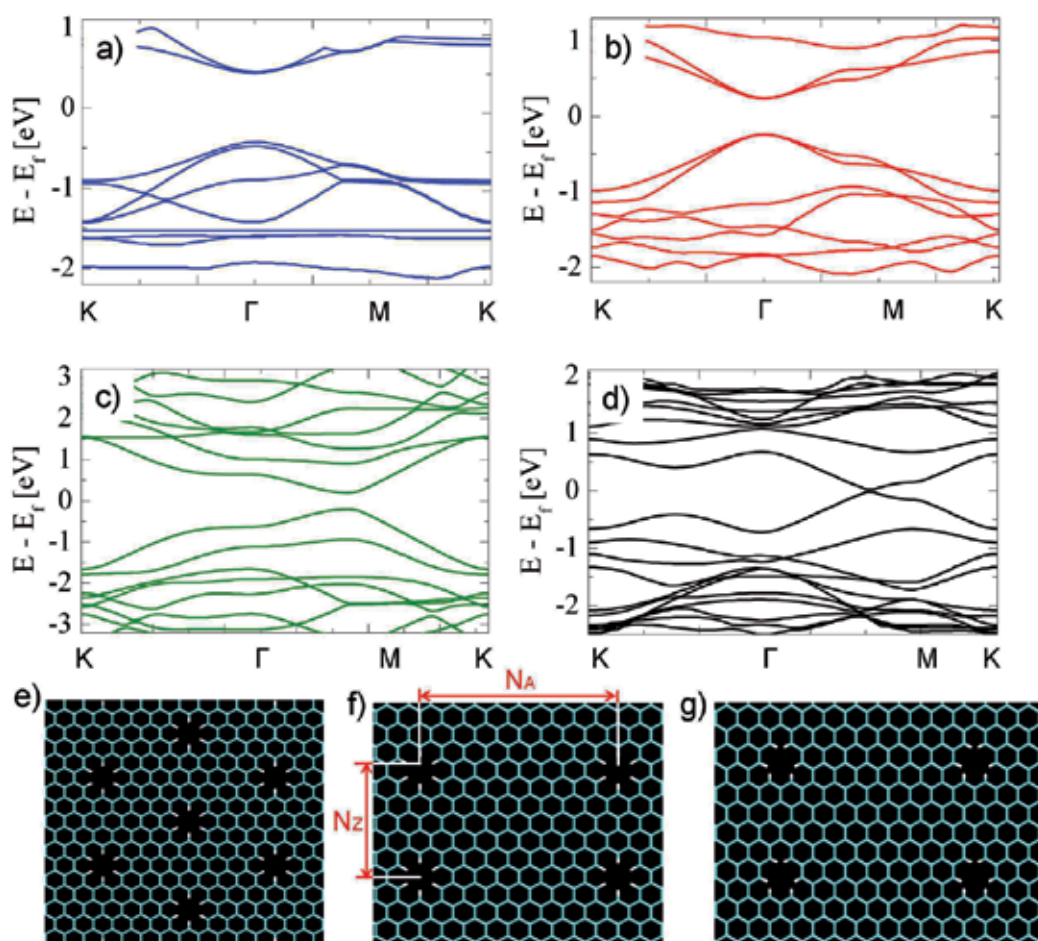 a)
1
0
-1
-2
E - E_f [eV]
K Γ M K
b)
1
0
-1
-2
E - E_f [eV]
K Γ M K
c)
3
2
1
0
-1
-2
-3
E - E_f [eV]
K Γ M K
d)
2
1
0
-1
-2
E - E_f [eV]
K Γ M K
e)
f)
N_A
N_Z
g)